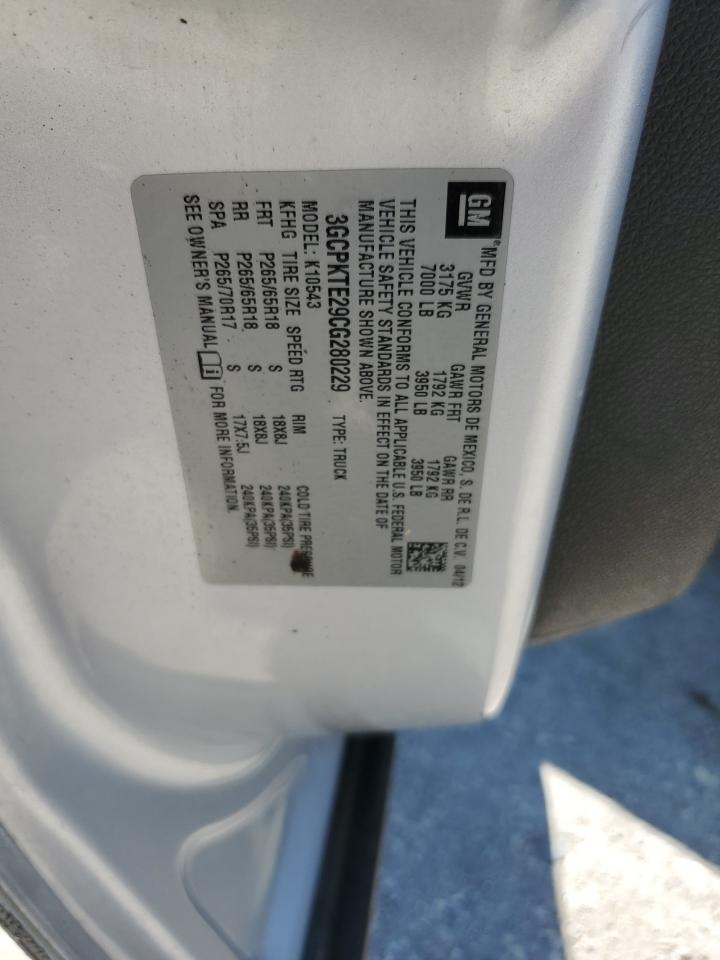 GM ® MFD BY GENERAL MOTORS DE MEXICO, S. DE R.L. DE C.V. 04/12
GVWR GAWR FRT GAWR RR
3175 KG 1792 KG 1792 KG
7000 LB 3950 LB 3950 LB
THIS VEHICLE CONFORMS TO ALL APPLICABLE U.S. FEDERAL MOTOR
VEHICLE SAFETY STANDARDS IN EFFECT ON THE DATE OF
MANUFACTURE SHOWN ABOVE.
3GCPKTE29CG280229 TYPE: TRUCK
MODEL: K10543
KFHG TIRE SIZE SPEED RTG RIM COLD TIRE PRESSURE
FRT P265/65R18 S 18X8J 240KPA(35PSI)
RR P265/65R18 S 18X8J 240KPA(35PSI)
SPA P265/70R17 S 17X7.5J 240KPA(35PSI)
SEE OWNER'S MANUAL FOR MORE INFORMATION.